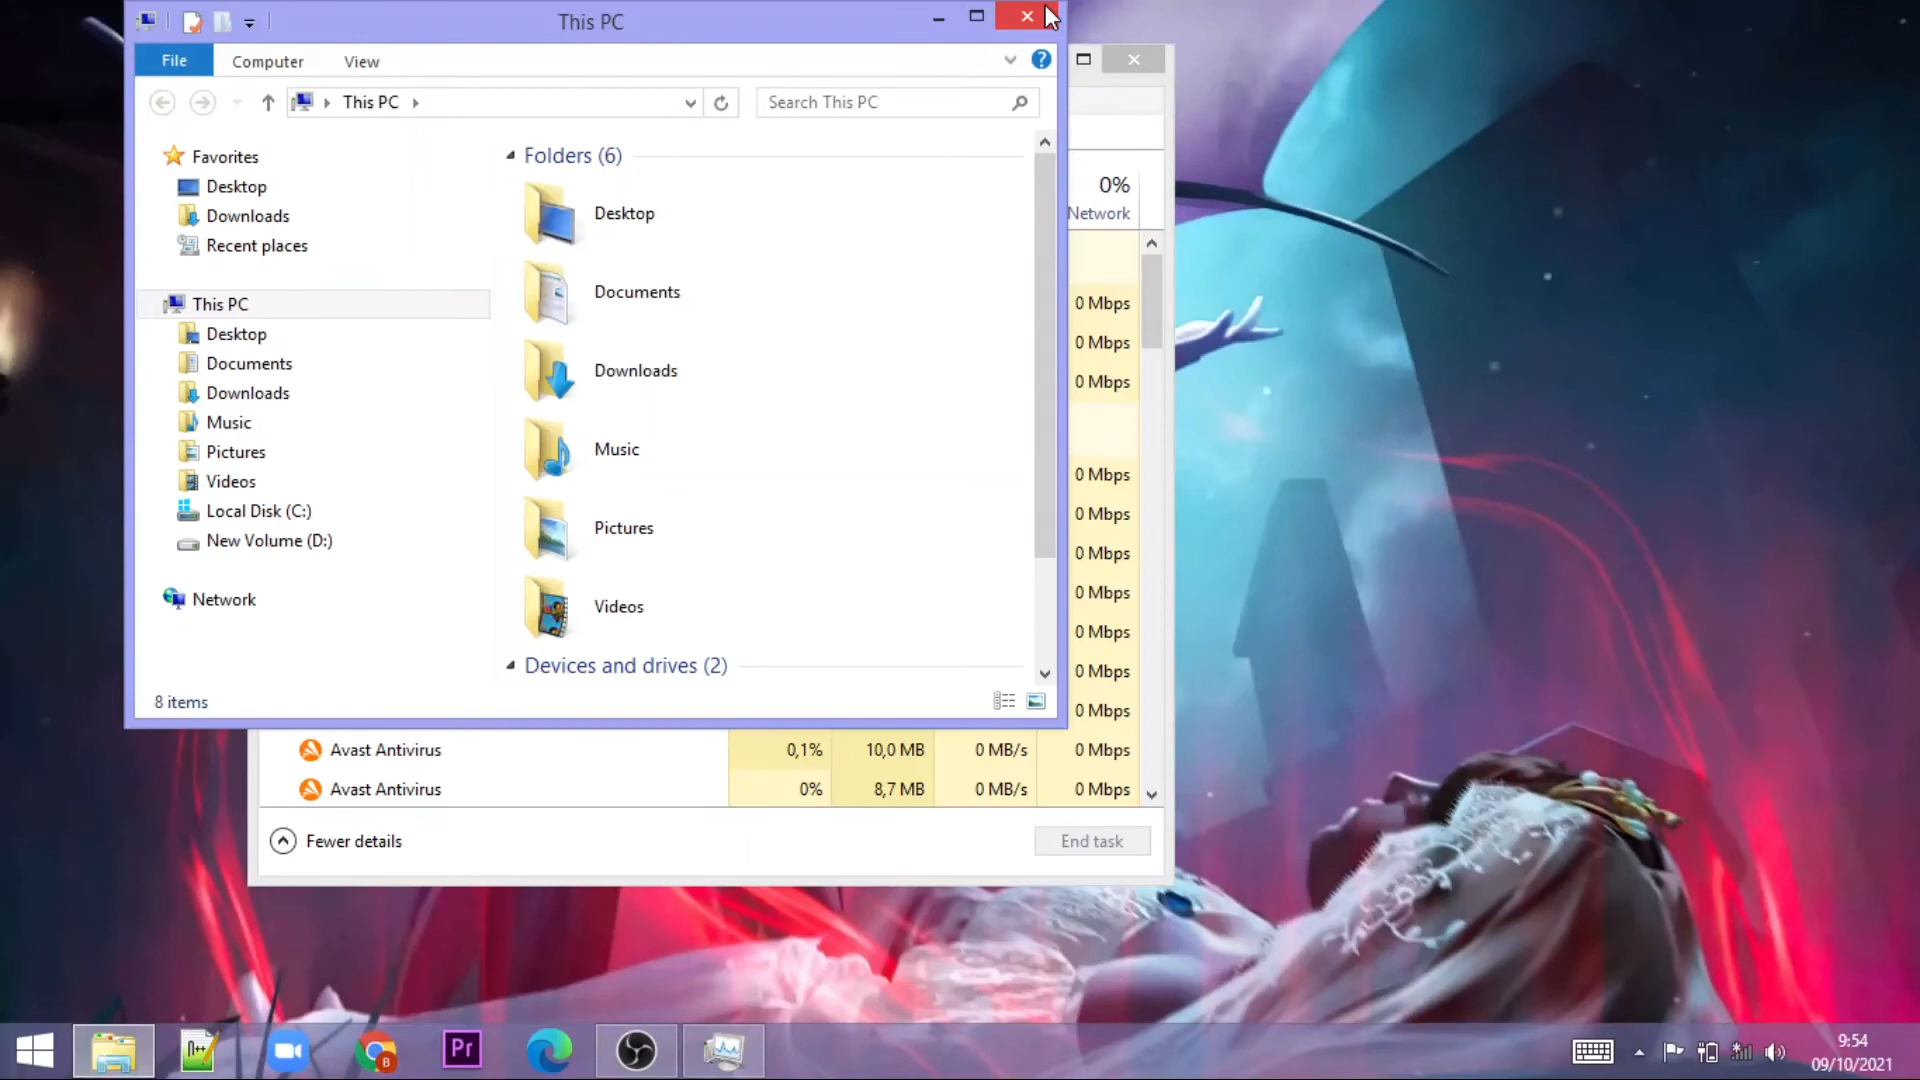 This PC
File
Computer
View
This PC
Search This PC
Favorites
Desktop
Downloads
Recent places
This PC
Desktop
Documents
Downloads
Music
Pictures
Videos
Local Disk (C:)
New Volume (D:)
Network
Folders (6)
Desktop
Documents
Downloads
Music
Pictures
Videos
Devices and drives (2)
8 items
0%
Network
0 Mbps
0 Mbps
0 Mbps
0 Mbps
0 Mbps
0 Mbps
0 Mbps
0 Mbps
0 Mbps
0 Mbps
Avast Antivirus 0,1% 10,0 MB 0 MB/s 0 Mbps
Avast Antivirus 0% 8,7 MB 0 MB/s 0 Mbps
Fewer details
End task
n++
B
Pr
9:54
09/10/2021